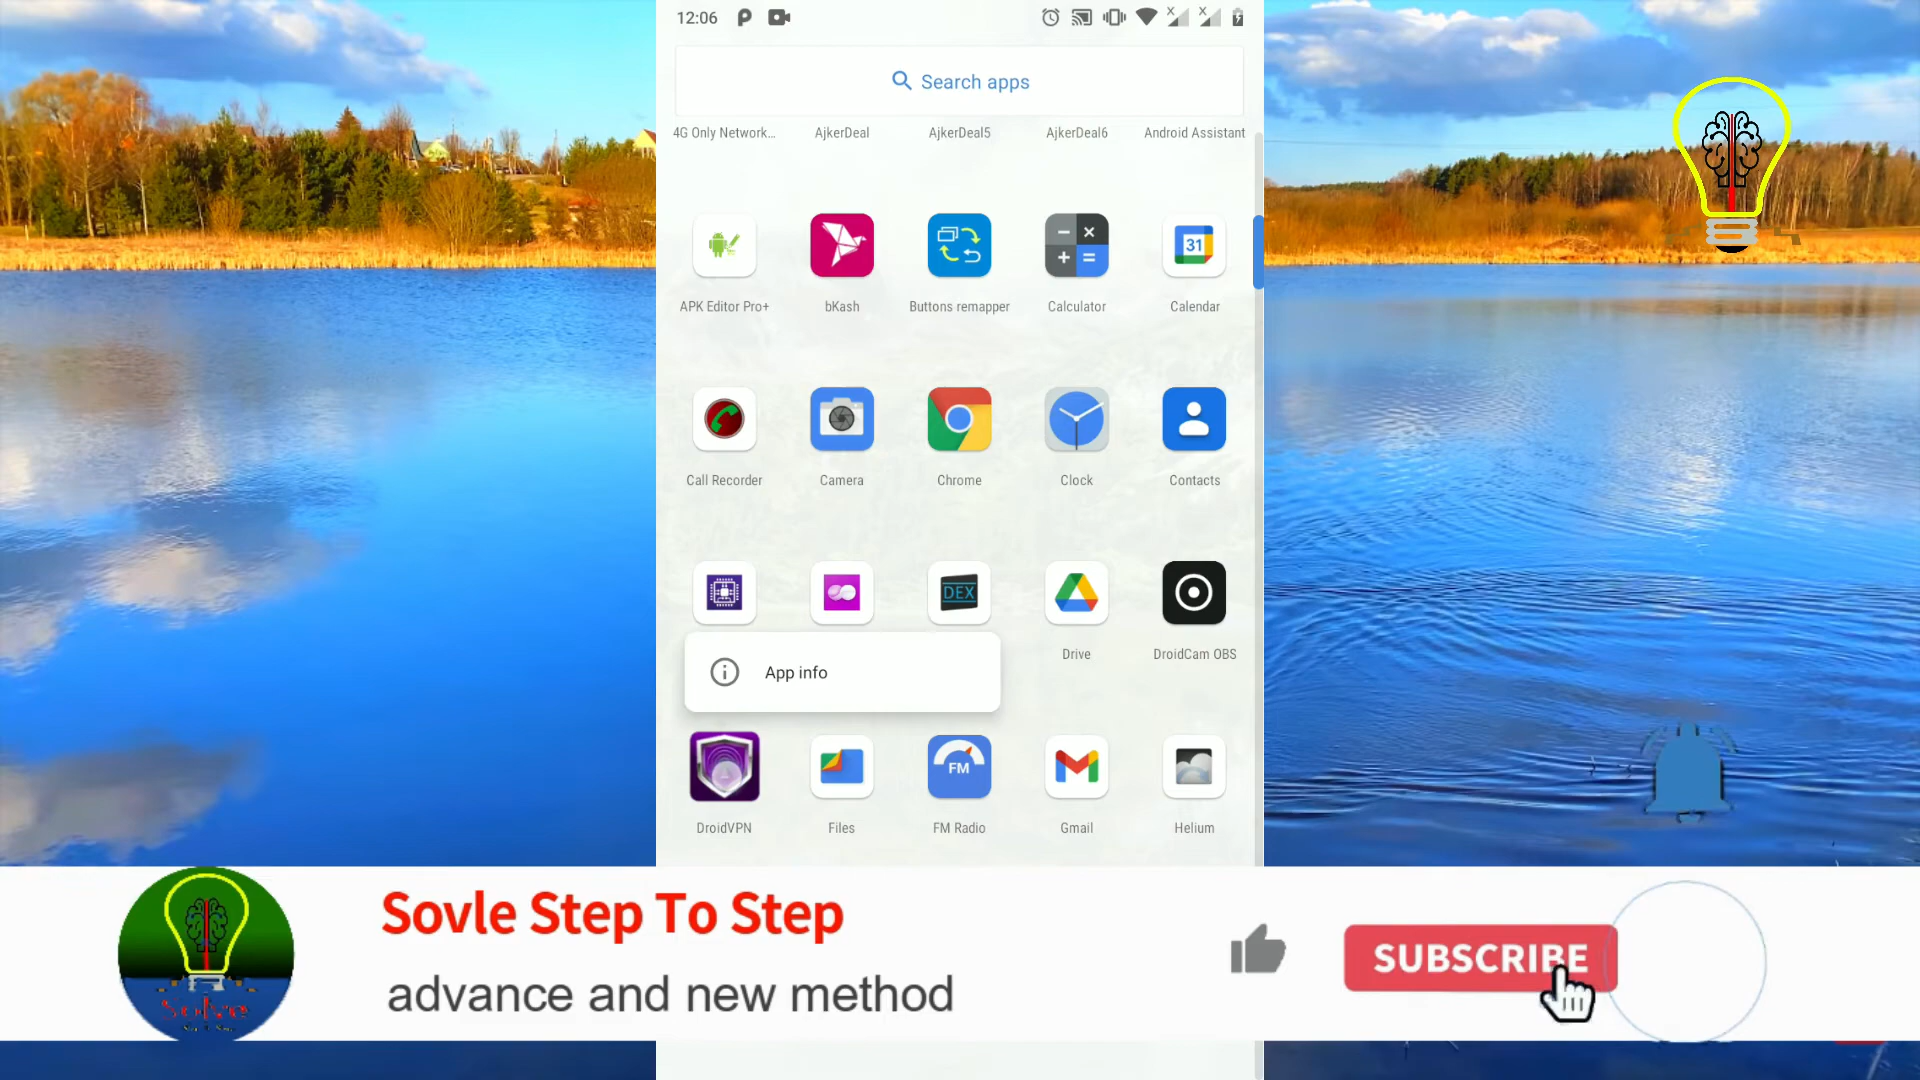 12:06
Search apps
4G Only Network...
AjkerDeal
AjkerDeal5
AjkerDeal6
Android Assistant
31
APK Editor Pro+
bKash
Buttons remapper
Calculator
Calendar
Call Recorder
Camera
Chrome
Clock
Contacts
DEX
Drive
DroidCam OBS
App info
FM
DroidVPN
Files
FM Radio
Gmail
Helium
Sovle Step To Step
advance and new method
SUBSCRIBE
Solve